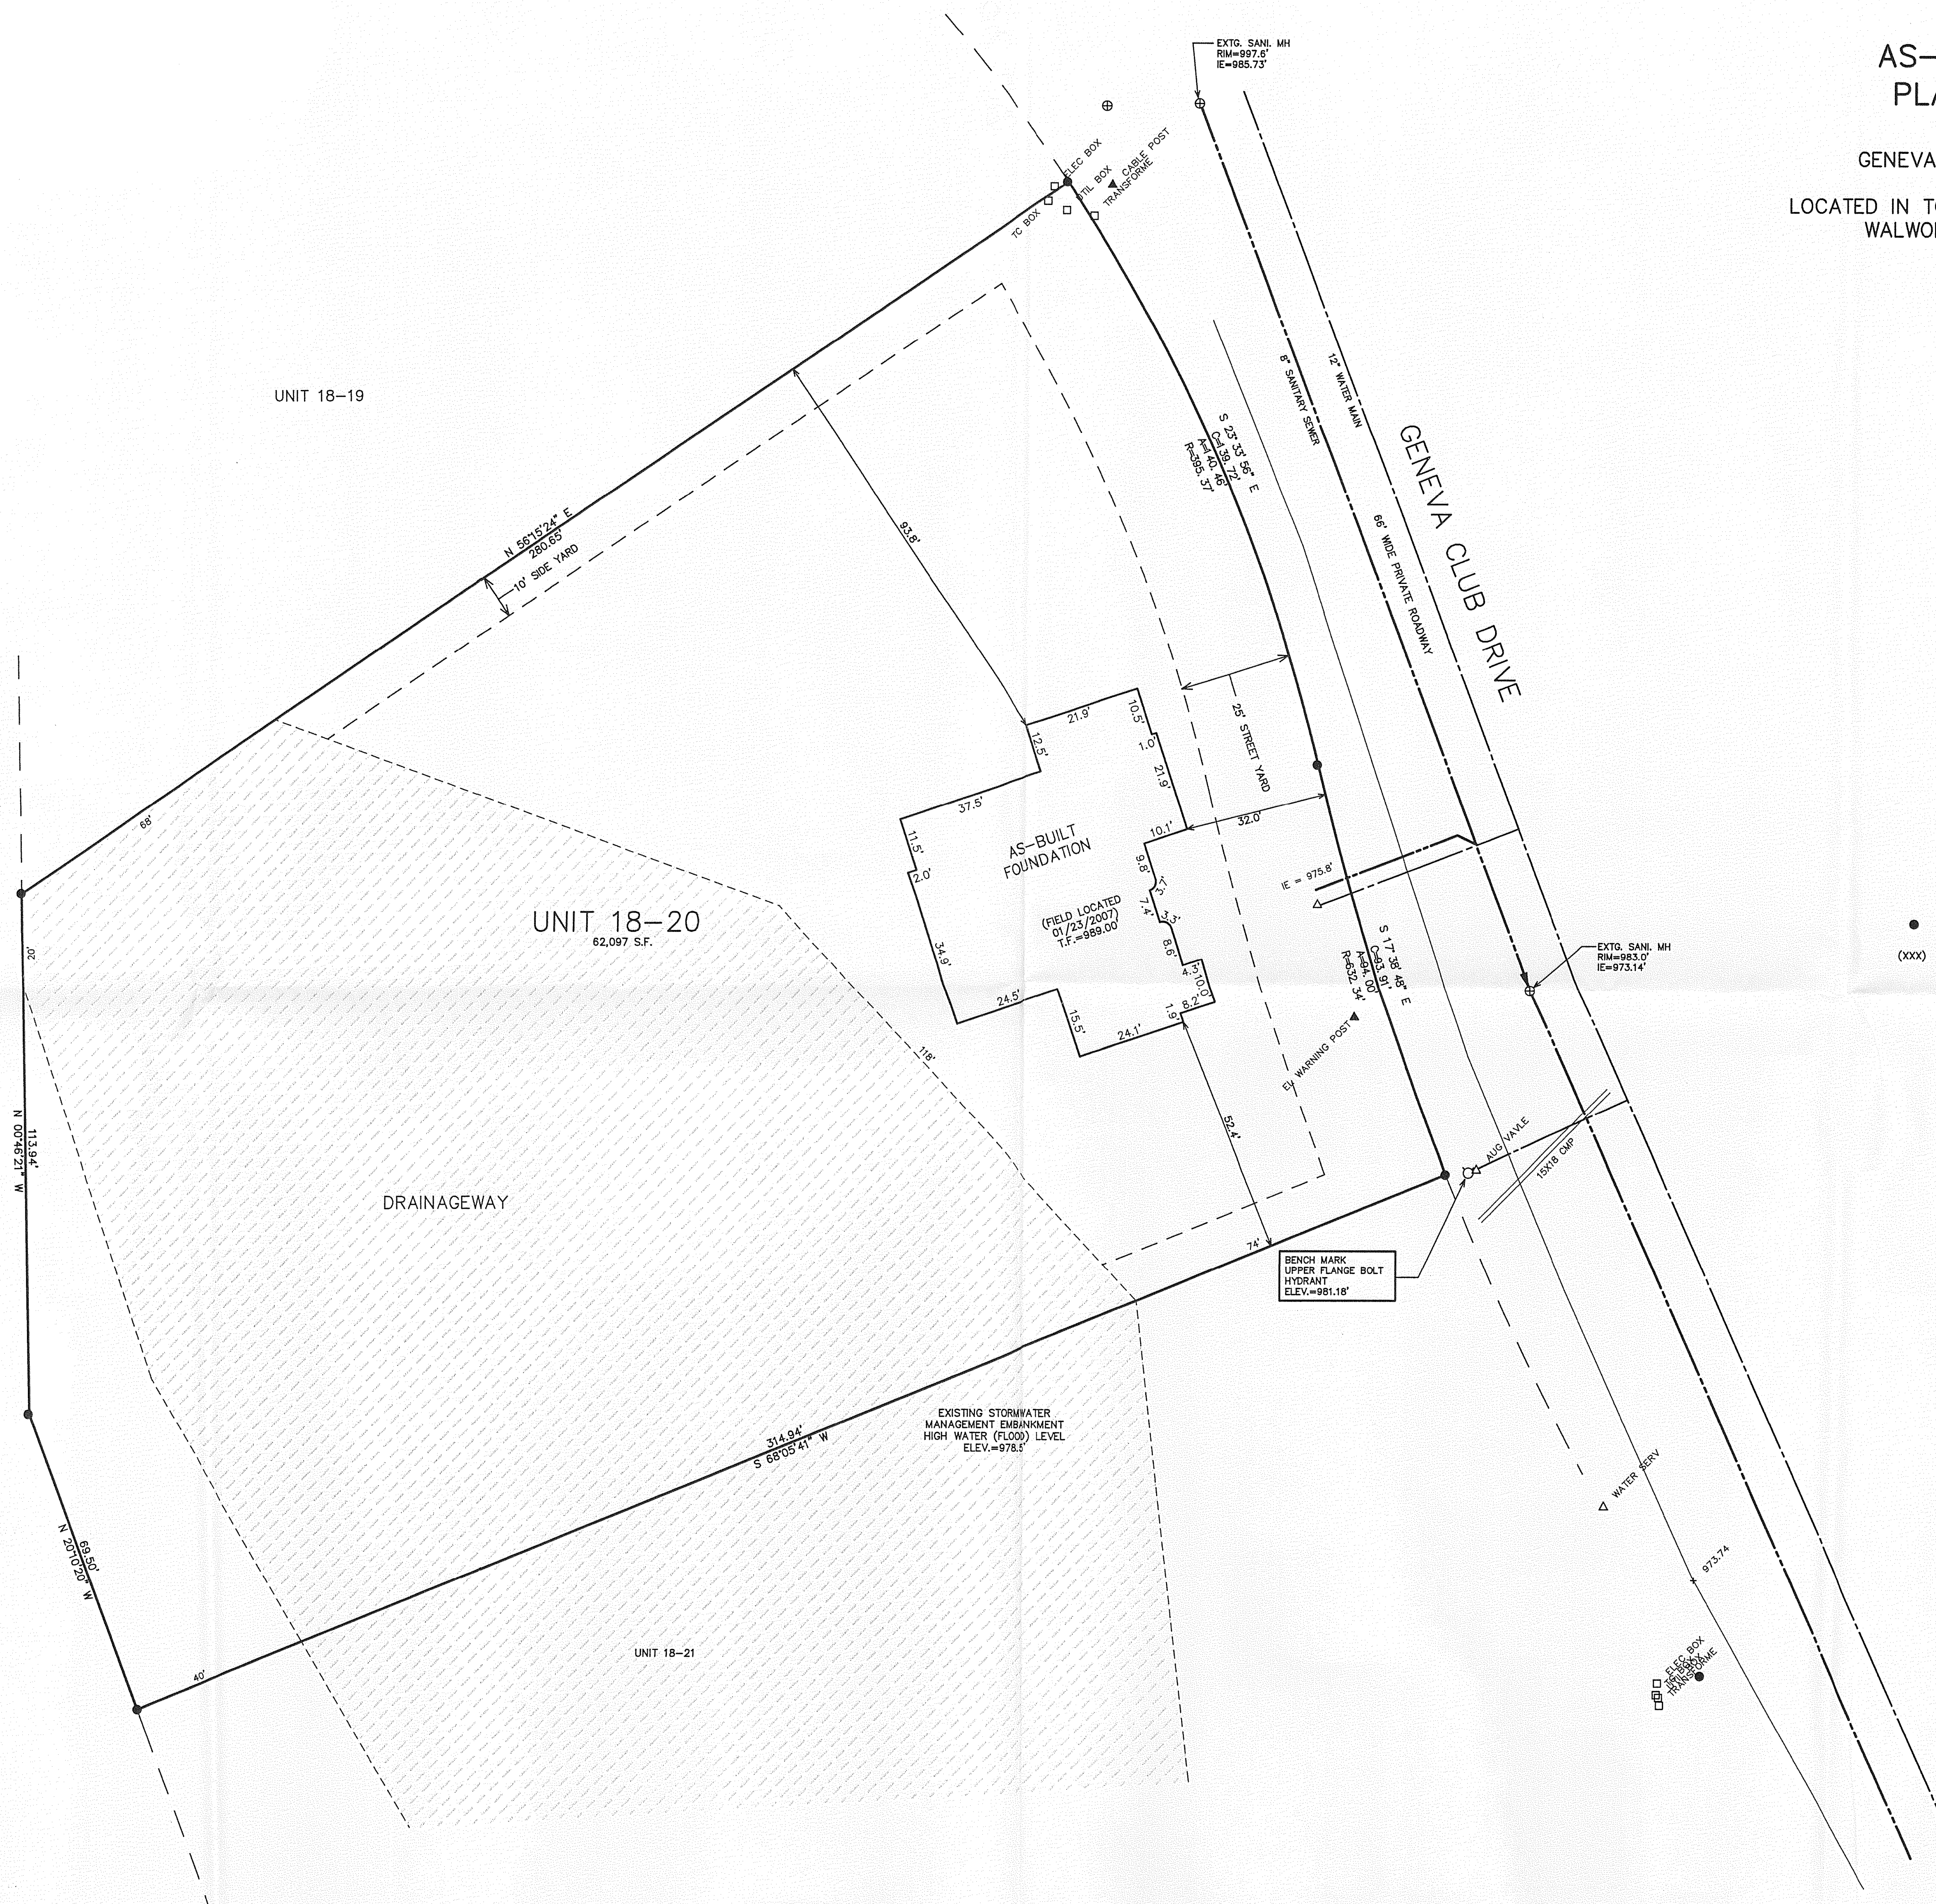 AS-
PLA
GENEVA
LOCATED IN TO
WALWOR
EXTG. SANI. MH
RIM=997.6'
IE=985.73'
ELEC BOX
UTIL BOX
CABLE POST
TRANSFORME
TC BOX
UNIT 18-19
8" SANITARY SEWER
12" WATER MAIN
GENEVA CLUB DRIVE
66' WIDE PRIVATE ROADWAY
S 23°33'56" E
C=139.72'
A=140.46'
R=395.37'
N 56°15'24" E
280.65'
10' SIDE YARD
93.8'
25' STREET YARD
21.9'
10.5'
12.5'
1.0'
21.9'
37.5'
10.1'
32.0'
11.5'
2.0'
AS-BUILT
FOUNDATION
(FIELD LOCATED
01/23/2007)
T.F.=989.00'
9.8'
7.4'
3.3'
8.6'
10.0'
8.2'
1.9'
34.9'
24.5'
15.5'
24.1'
IE = 975.8'
68'
UNIT 18-20
62,097 S.F.
20'
S 17°38'48" E
C=93.91'
A=94.00'
R=632.34'
EXTG. SANI. MH
RIM=983.0'
IE=973.14'
(XXX)
EL WARNING POST
118'
52.4'
113.94'
N 00°46'21" W
DRAINAGEWAY
AUG VAVLE
15X18 CMP
74'
BENCH MARK
UPPER FLANGE BOLT
HYDRANT
ELEV.=981.18'
314.94'
S 68°05'41" W
EXISTING STORMWATER
MANAGEMENT EMBANKMENT
HIGH WATER (FLOOD) LEVEL
ELEV.=978.5'
WATER SERV
69.50'
N 20°10'20" W
973.74
UNIT 18-21
40'
ELEC BOX
TC BOX
UTIL BOX
TRANSFORME